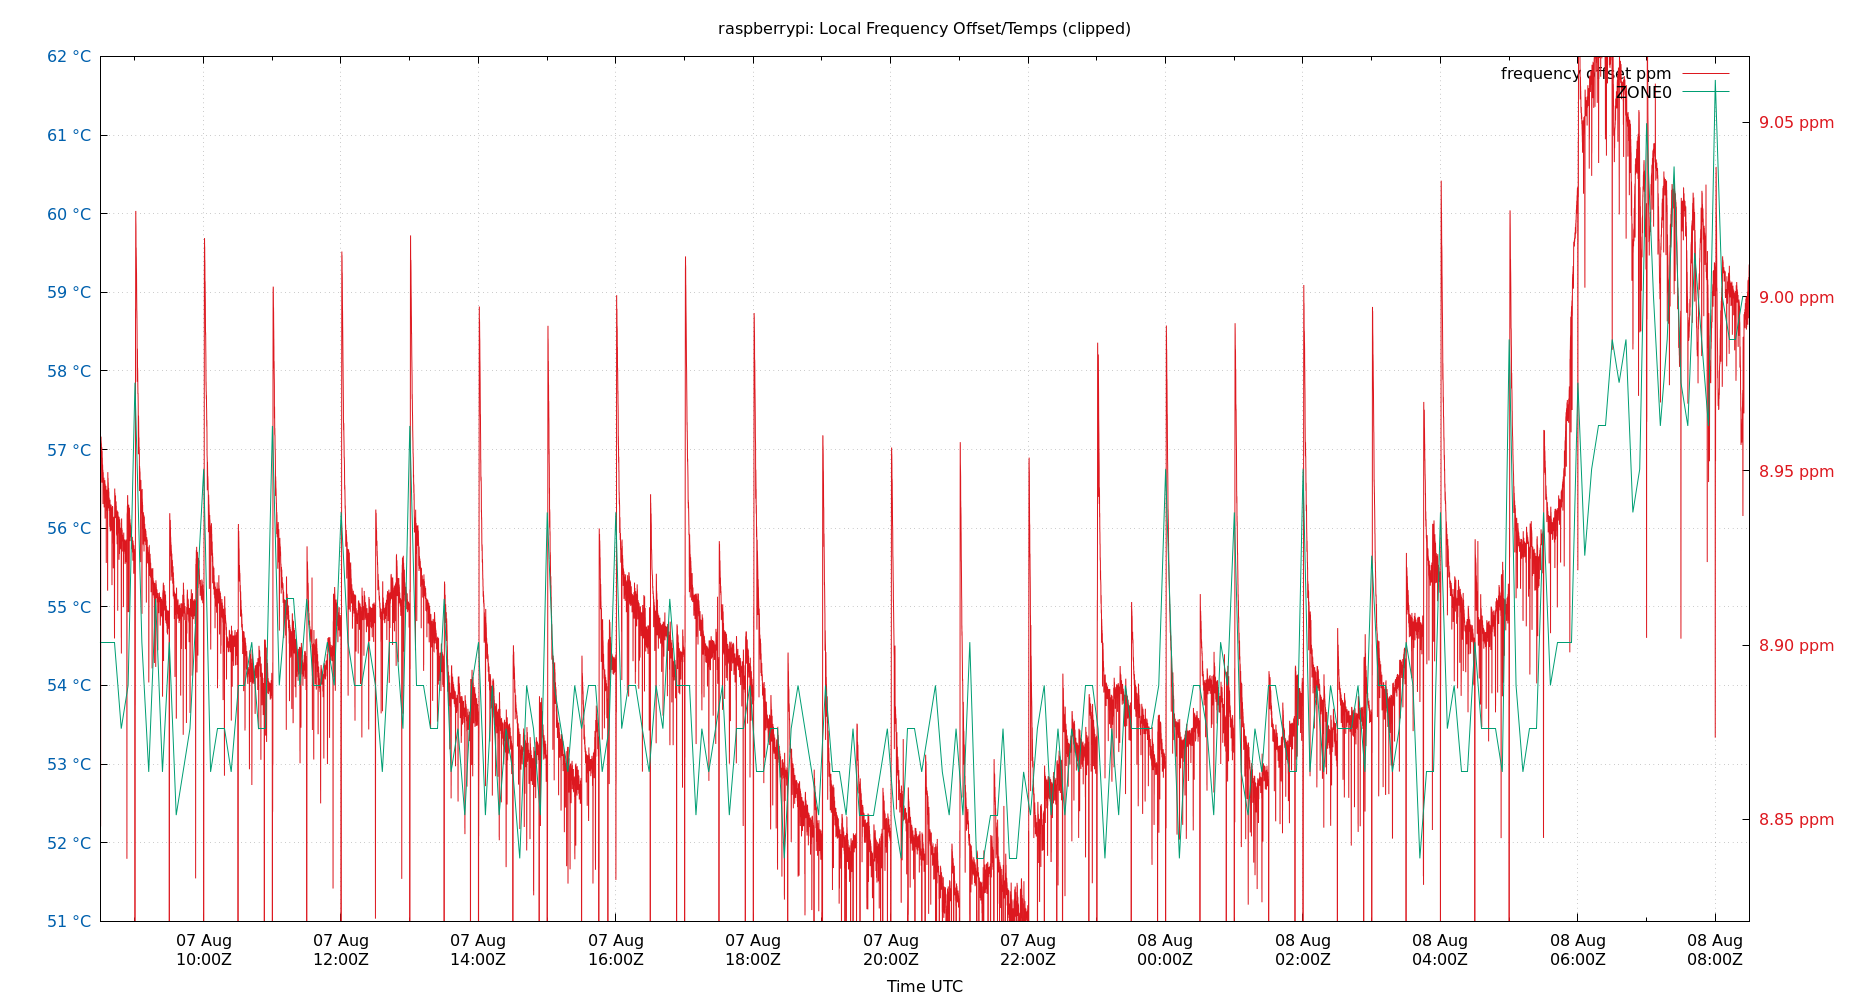 raspberrypi: Local Frequency Offset/Temps (clipped)
62 °C
61 °C
60 °C
59 °C
58 °C
57 °C
56 °C
55 °C
54 °C
53 °C
52 °C
51 °C
frequency offset ppm
ZONE0
9.05 ppm
9.00 ppm
8.95 ppm
8.90 ppm
8.85 ppm
07 Aug
10:00Z
07 Aug
12:00Z
07 Aug
14:00Z
07 Aug
16:00Z
07 Aug
18:00Z
07 Aug
20:00Z
07 Aug
22:00Z
08 Aug
00:00Z
08 Aug
02:00Z
08 Aug
04:00Z
08 Aug
06:00Z
08 Aug
08:00Z
Time UTC